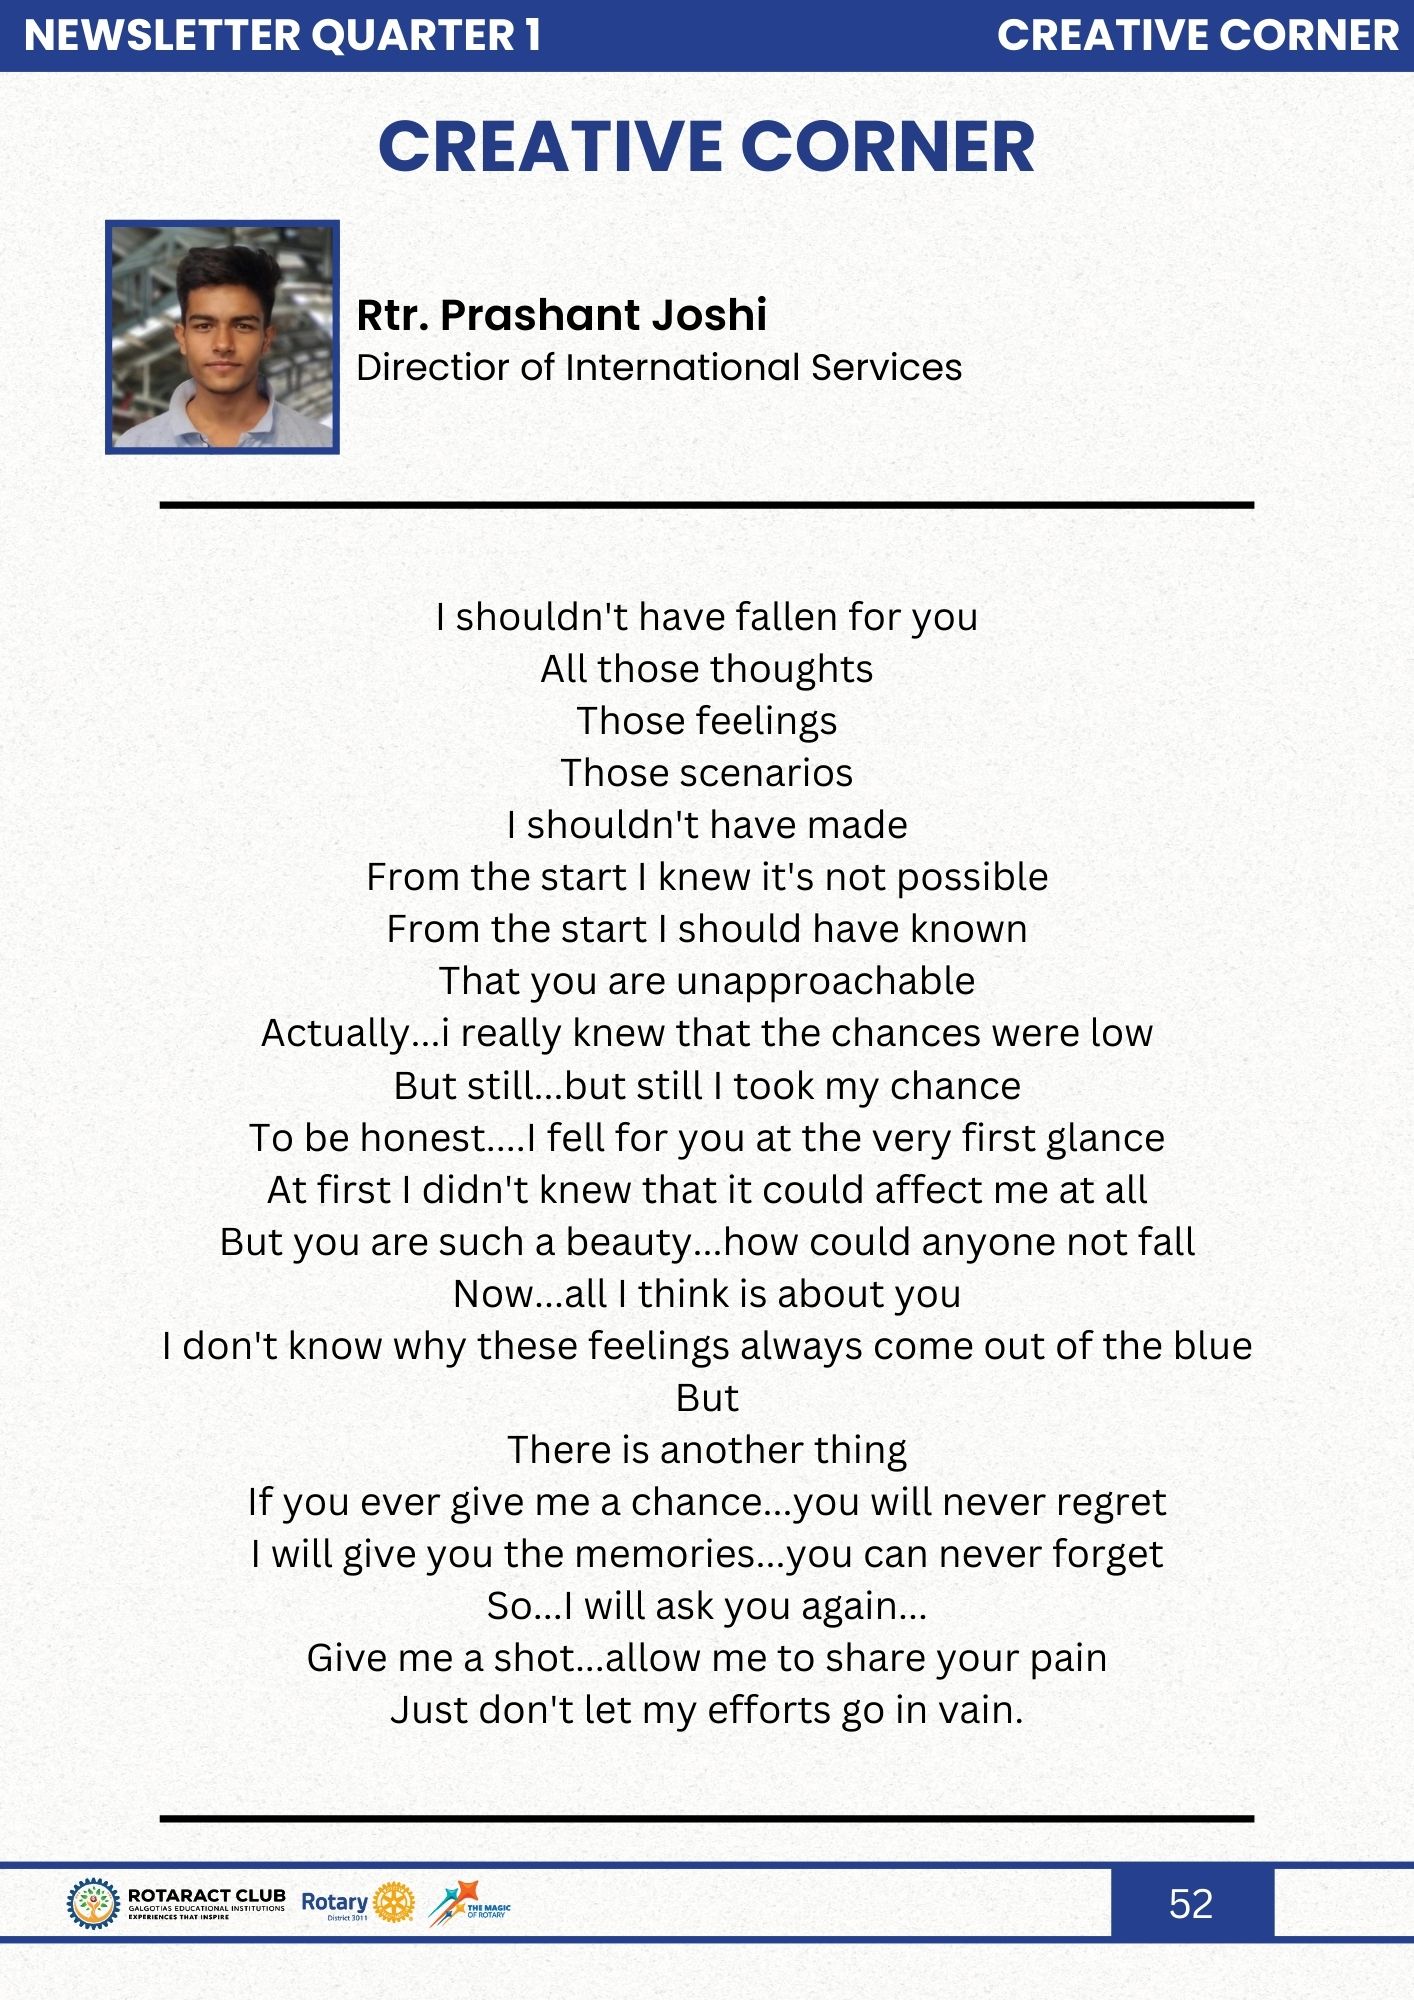 NEWSLETTER QUARTER 1
CREATIVE CORNER
CREATIVE CORNER
Rtr. Prashant Joshi
Directior of International Services
I shouldn't have fallen for you
All those thoughts
Those feelings
Those scenarios
I shouldn't have made
From the start I knew it's not possible
From the start I should have known
That you are unapproachable
Actually...i really knew that the chances were low
But still...but still I took my chance
To be honest....I fell for you at the very first glance
At first I didn't knew that it could affect me at all
But you are such a beauty...how could anyone not fall
Now...all I think is about you
I don't know why these feelings always come out of the blue
But
There is another thing
If you ever give me a chance...you will never regret
I will give you the memories...you can never forget
So...I will ask you again...
Give me a shot...allow me to share your pain
Just don't let my efforts go in vain.
ROTARACT CLUB
GALGOTIAS EDUCATIONAL INSTITUTIONS
EXPERIENCES THAT INSPIRE
Rotary
District 3011
THE MAGIC
OF ROTARY
52